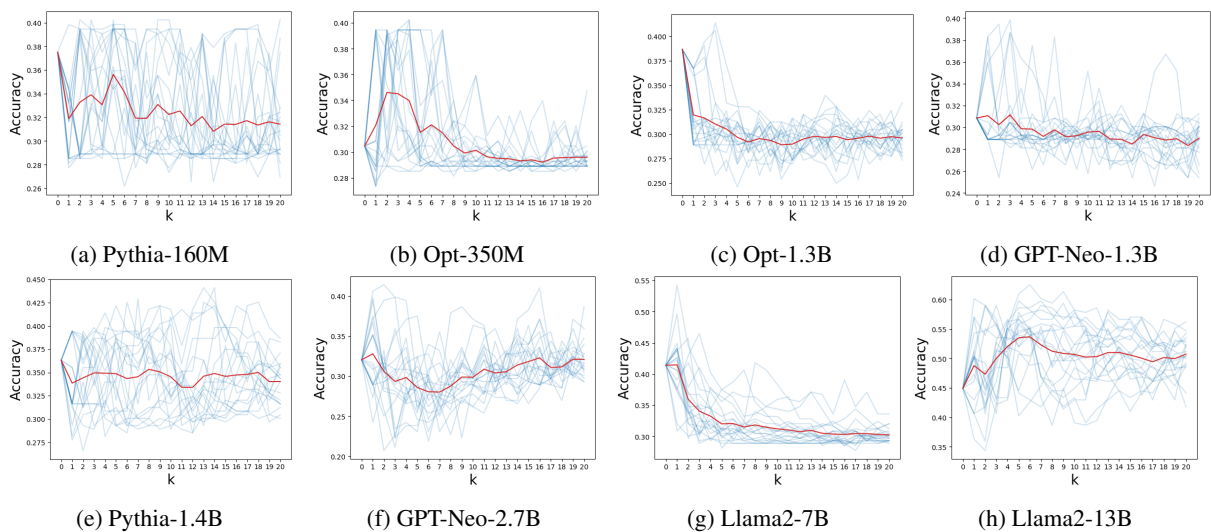 Accuracy
0.40
0.38
0.36
0.34
0.32
0.30
0.28
0.26
0 1 2 3 4 5 6 7 8 9 10 11 12 13 14 15 16 17 18 19 20
k
(a) Pythia-160M
Accuracy
0.40
0.38
0.36
0.34
0.32
0.30
0.28
0 1 2 3 4 5 6 7 8 9 10 11 12 13 14 15 16 17 18 19 20
k
(b) Opt-350M
Accuracy
0.400
0.375
0.350
0.325
0.300
0.275
0.250
0 1 2 3 4 5 6 7 8 9 10 11 12 13 14 15 16 17 18 19 20
k
(c) Opt-1.3B
Accuracy
0.40
0.38
0.36
0.34
0.32
0.30
0.28
0.26
0.24
0 1 2 3 4 5 6 7 8 9 10 11 12 13 14 15 16 17 18 19 20
k
(d) GPT-Neo-1.3B
Accuracy
0.450
0.425
0.400
0.375
0.350
0.325
0.300
0.275
0 1 2 3 4 5 6 7 8 9 10 11 12 13 14 15 16 17 18 19 20
k
(e) Pythia-1.4B
Accuracy
0.40
0.35
0.30
0.25
0.20
0 1 2 3 4 5 6 7 8 9 10 11 12 13 14 15 16 17 18 19 20
k
(f) GPT-Neo-2.7B
Accuracy
0.55
0.50
0.45
0.40
0.35
0.30
0 1 2 3 4 5 6 7 8 9 10 11 12 13 14 15 16 17 18 19 20
k
(g) Llama2-7B
Accuracy
0.60
0.55
0.50
0.45
0.40
0.35
0 1 2 3 4 5 6 7 8 9 10 11 12 13 14 15 16 17 18 19 20
k
(h) Llama2-13B